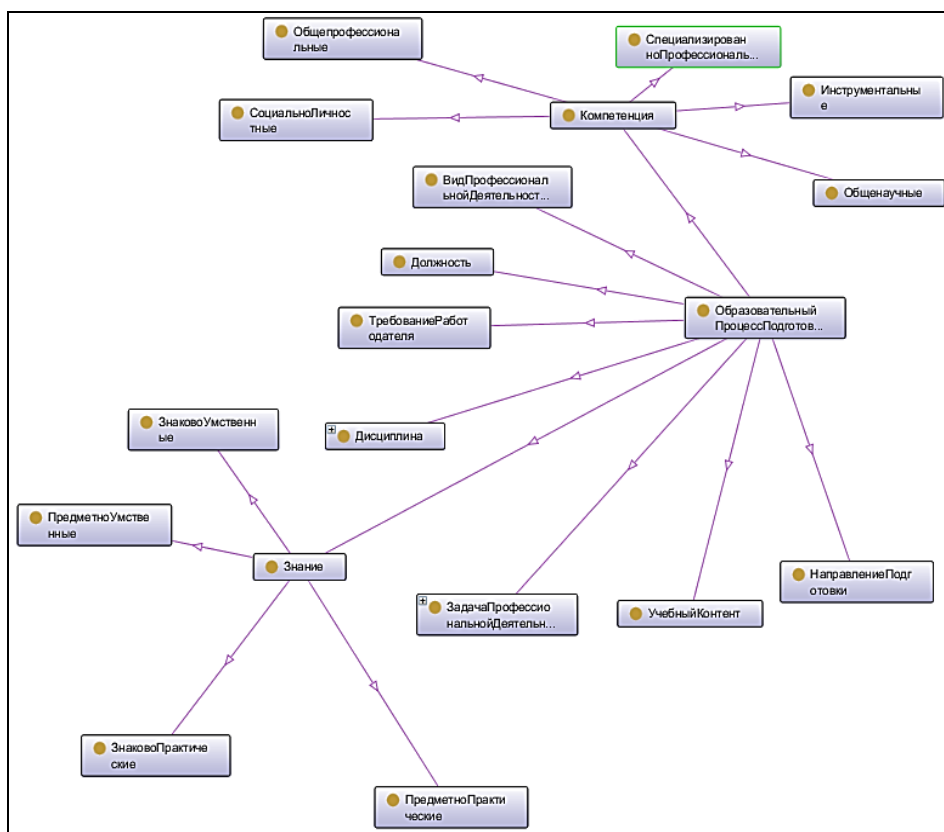 Общепрофессиона
льные
Специализирован
ноПрофессиональ...
Инструментальны
е
СоциальноЛичнос
тные
Компетенция
ВидПрофессионал
ьнойДеятельност...
Общенаучные
Должность
ТребованиеРабот
одателя
Образовательный
ПроцессПодготов...
ЗнаковоУмственн
ые
Дисциплина
ПредметноУмстве
нные
Знание
ЗадачаПрофессио
нальнойДеятельн...
УчебныйКонтент
НаправлениеПодг
отовки
ЗнаковоПрактиче
ские
ПредметноПракти
ческие